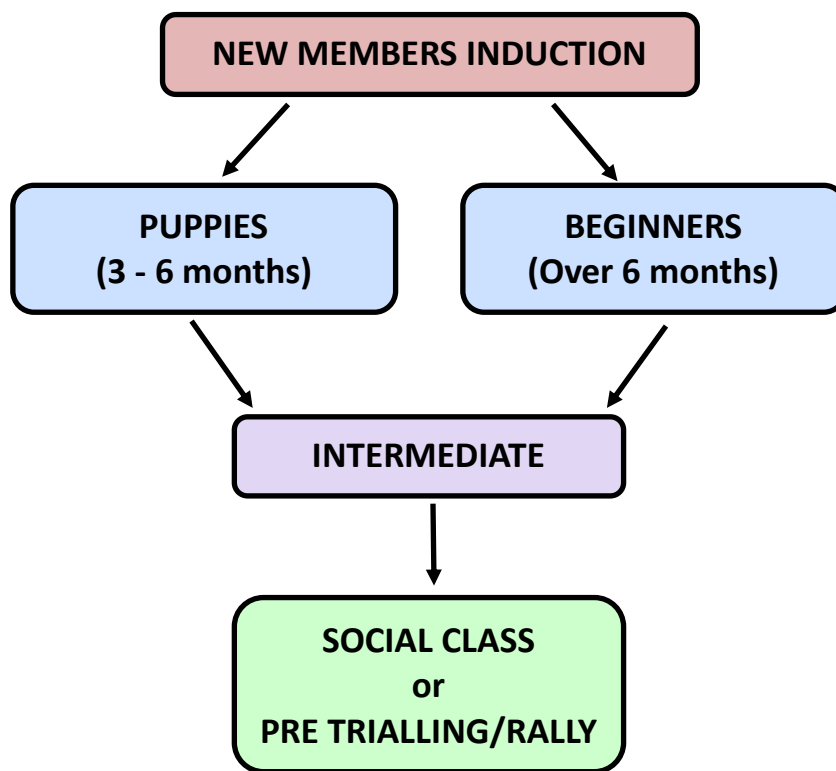 NEW MEMBERS INDUCTION
PUPPIES
(3 - 6 months)
BEGINNERS
(Over 6 months)
INTERMEDIATE
SOCIAL CLASS
or
PRE TRIALLING/RALLY